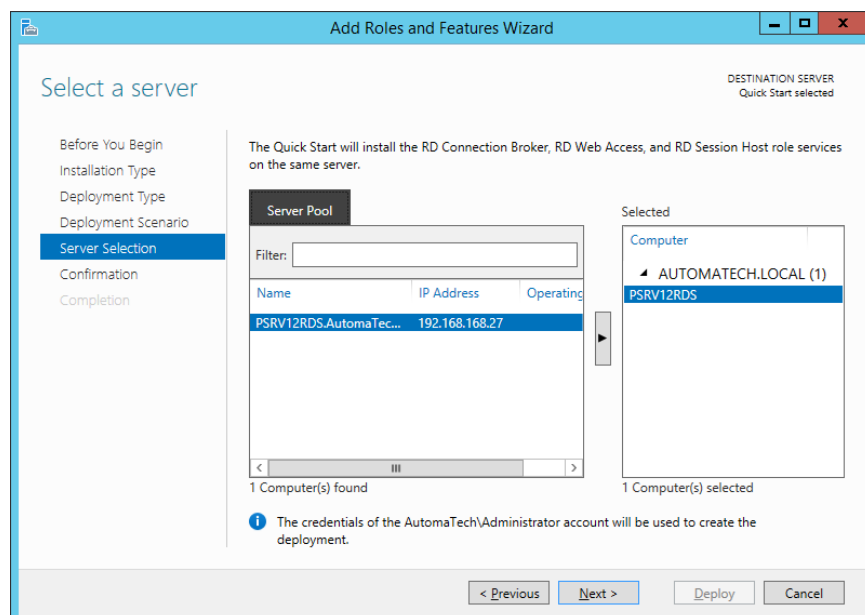 Add Roles and Features Wizard
Select a server
DESTINATION SERVER
Quick Start selected
Before You Begin
Installation Type
Deployment Type
Deployment Scenario
Server Selection
Confirmation
Completion
The Quick Start will install the RD Connection Broker, RD Web Access, and RD Session Host role services
on the same server.
Server Pool
Filter:
Name IP Address Operating
PSRV12RDS.AutomaTec... 192.168.168.27
1 Computer(s) found
Selected
Computer
AUTOMATECH.LOCAL (1)
PSRV12RDS
1 Computer(s) selected
The credentials of the AutomaTech\Administrator account will be used to create the
deployment.
< Previous Next > Deploy Cancel